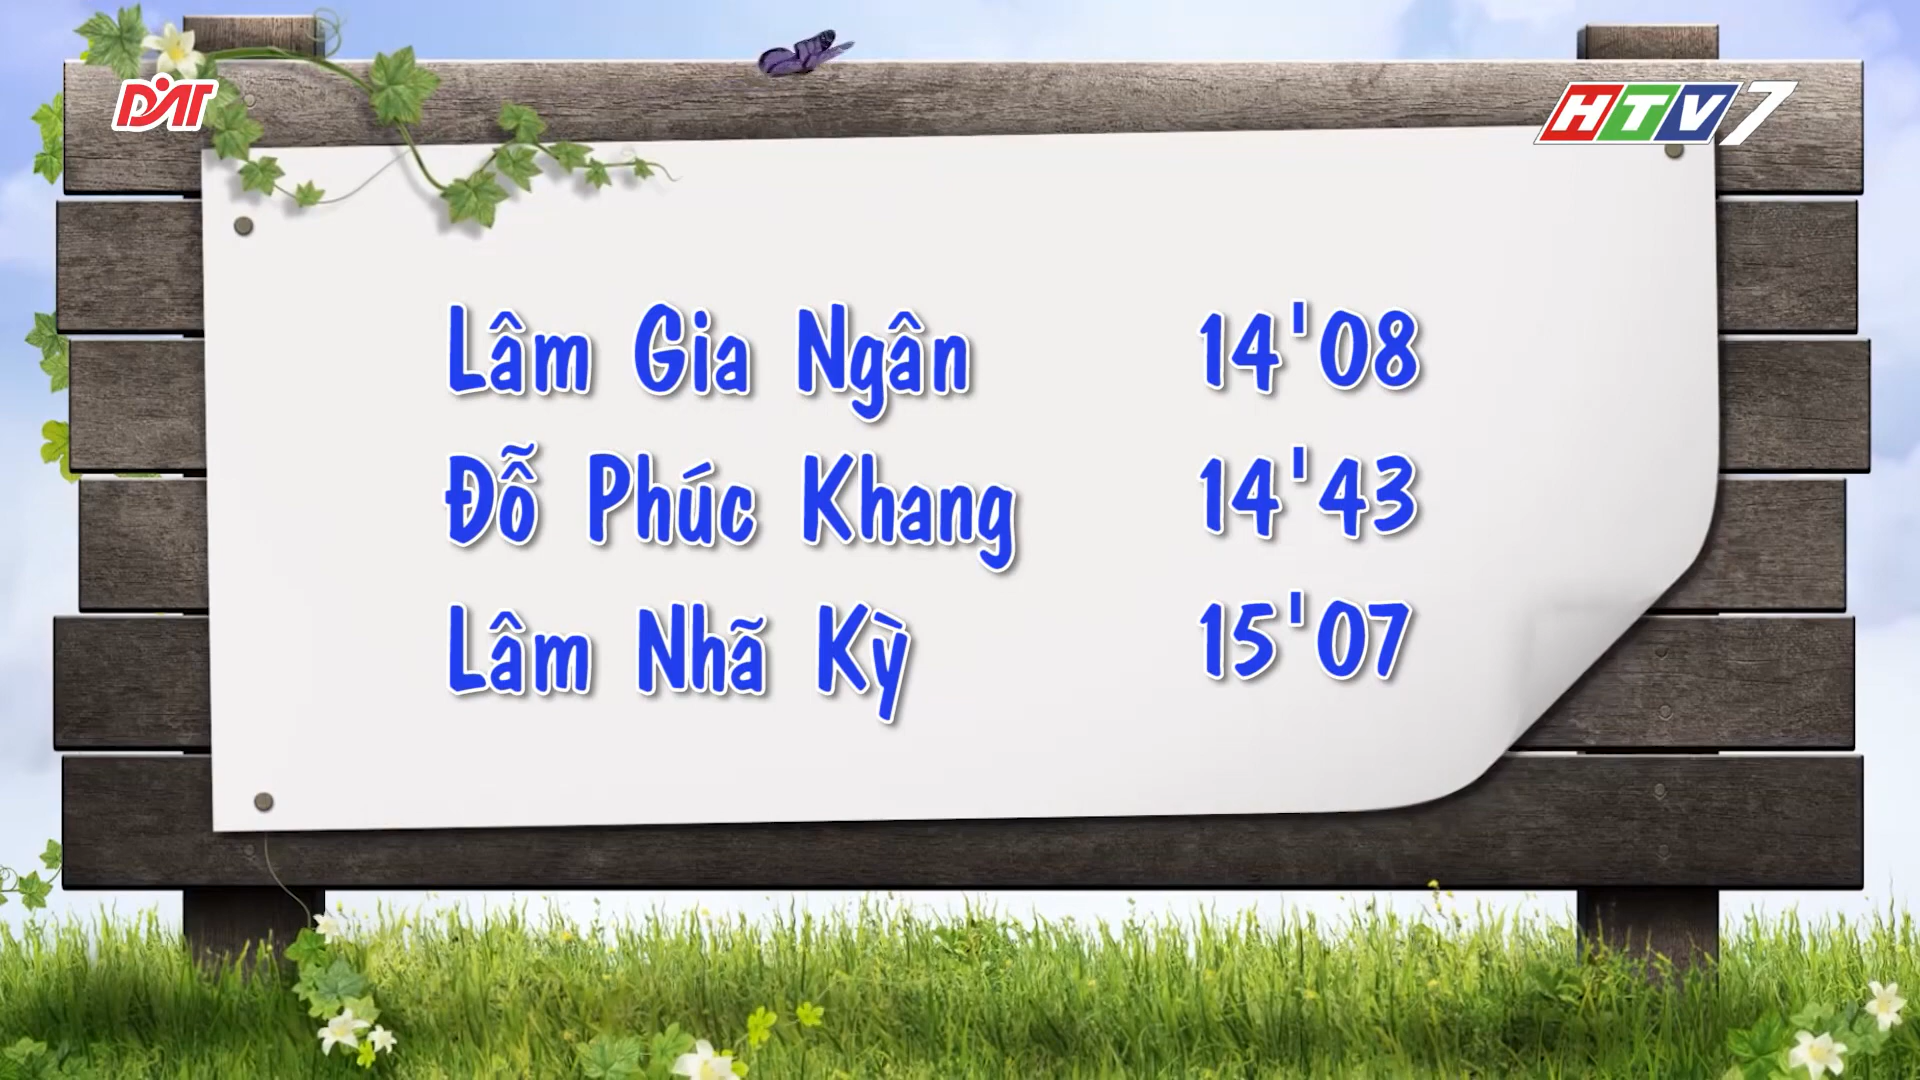 DAT
HTV7
Lâm Gia Ngân 14'08
Đỗ Phúc Khang 14'43
Lâm Nhã Kỳ 15'07